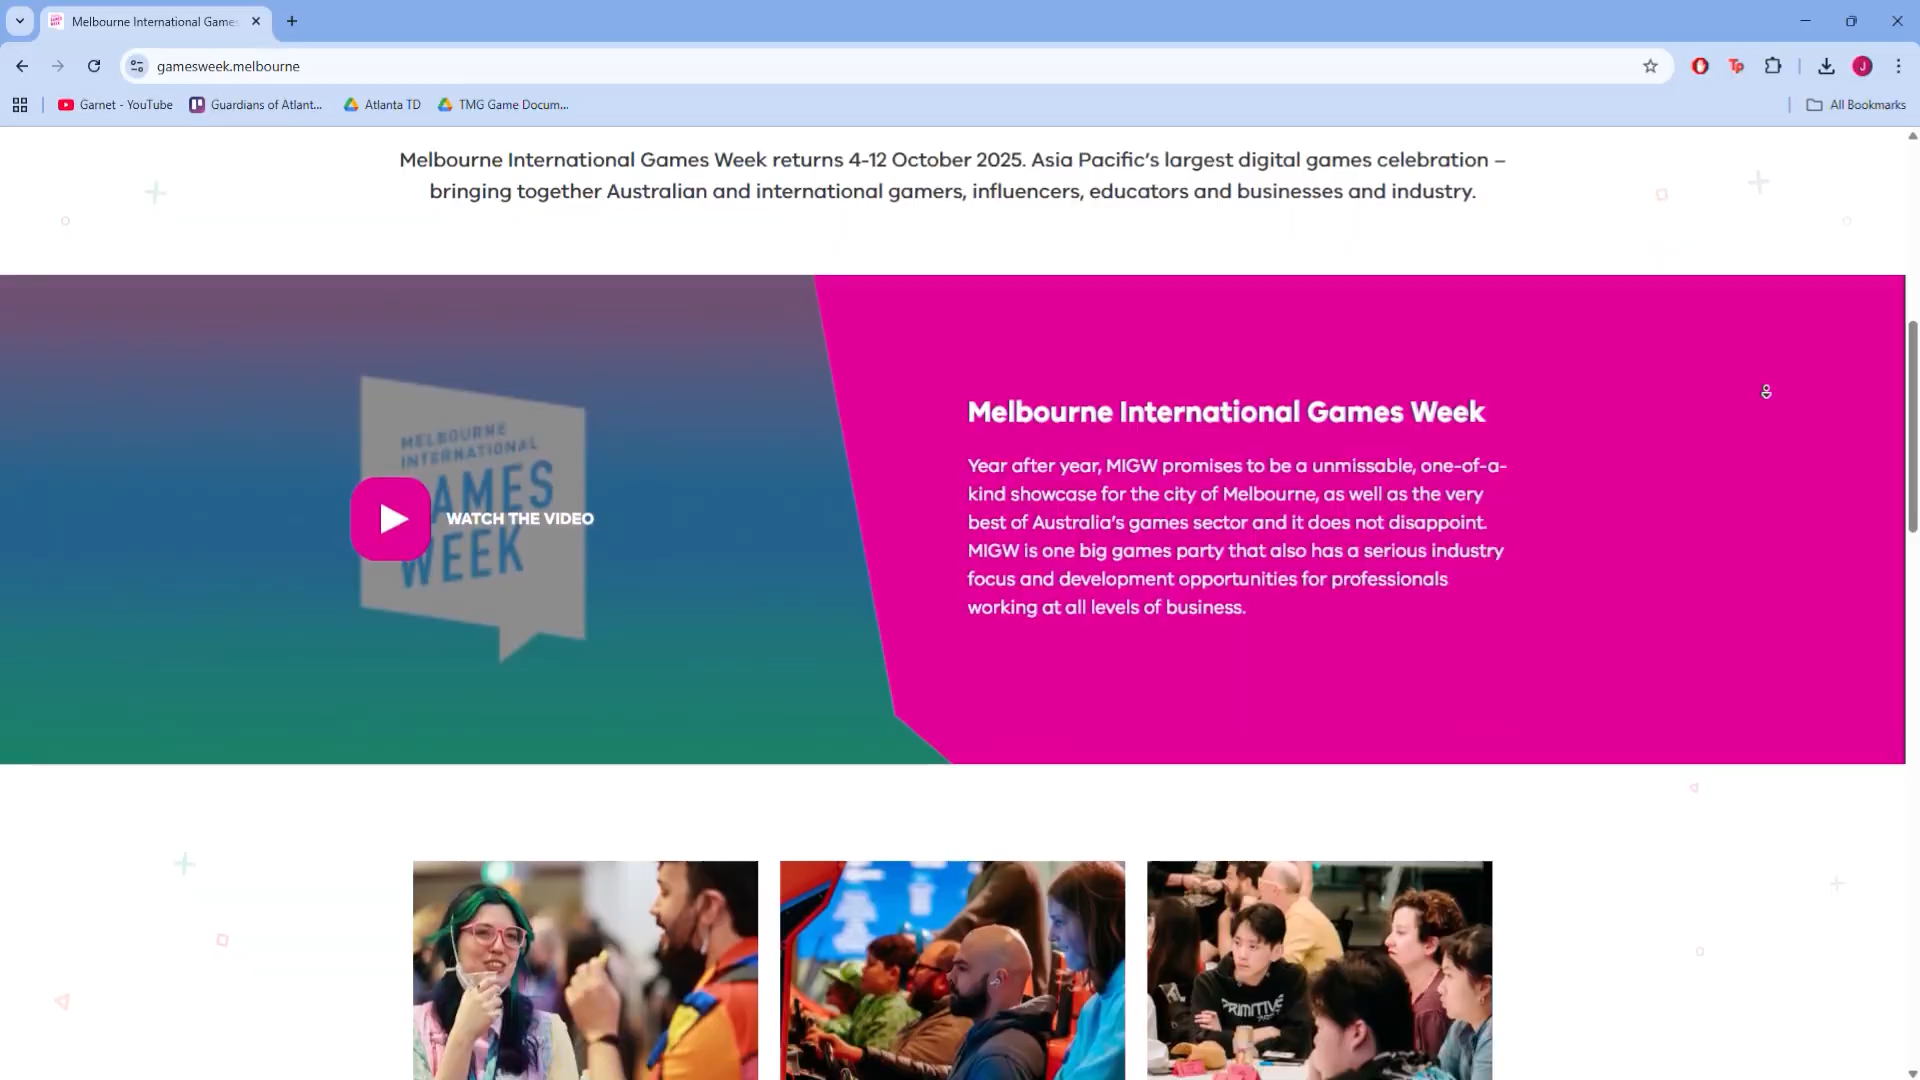 Melbourne International Games
gamesweek.melbourne
Garnet - YouTube
Guardians of Atlant...
Atlanta TD
TMG Game Docum...
All Bookmarks
Melbourne International Games Week returns 4-12 October 2025. Asia Pacific's largest digital games celebration –
bringing together Australian and international gamers, influencers, educators and businesses and industry.
MELBOURNE
INTERNATIONAL
GAMES
WEEK
WATCH THE VIDEO
Melbourne International Games Week
Year after year, MIGW promises to be a unmissable, one-of-a-
kind showcase for the city of Melbourne, as well as the very
best of Australia's games sector and it does not disappoint.
MIGW is one big games party that also has a serious industry
focus and development opportunities for professionals
working at all levels of business.
PRIMITIVE